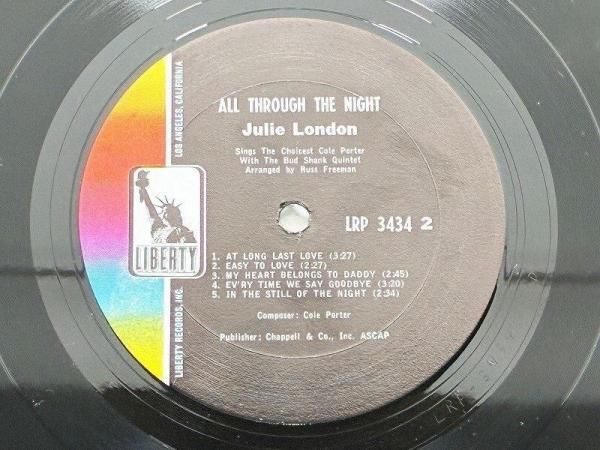 ALL THROUGH THE NIGHT
Julie London
Sings The Choicest Cole Porter
With The Bud Shank Quintet
Arranged by Russ Freeman
LRP 3434 2
LIBERTY
1. AT LONG LAST LOVE (3:27)
2. EASY TO LOVE (2:27)
3. MY HEART BELONGS TO DADDY (2:45)
4. EV'RY TIME WE SAY GOODBYE (3:20)
5. IN THE STILL OF THE NIGHT (2:34)
Composer: Cole Porter
Publisher: Chappell & Co., Inc. ASCAP
LIBERTY RECORDS, INC.
LOS ANGELES, CALIFORNIA